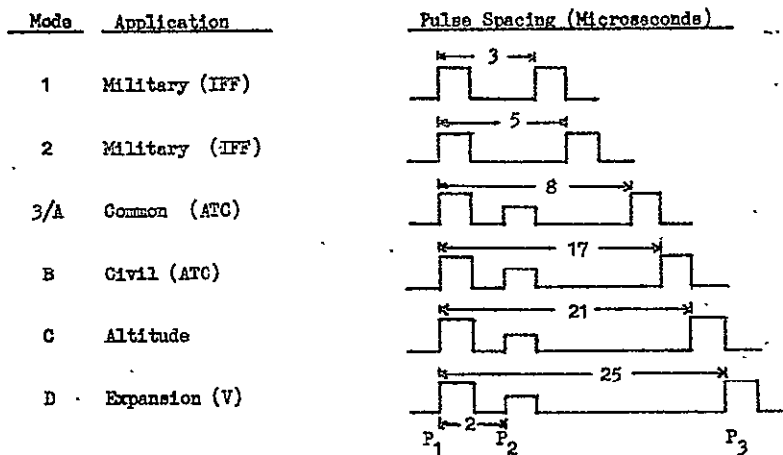 Mode Application Pulse Spacing (Microseconds)
1 Military (IFF) 3
2 Military (IFF) 5
3/A Common (ATC) 8
B Civil (ATC) 17
C Altitude 21
D Expansion (V) 25
2
P1 P2 P3